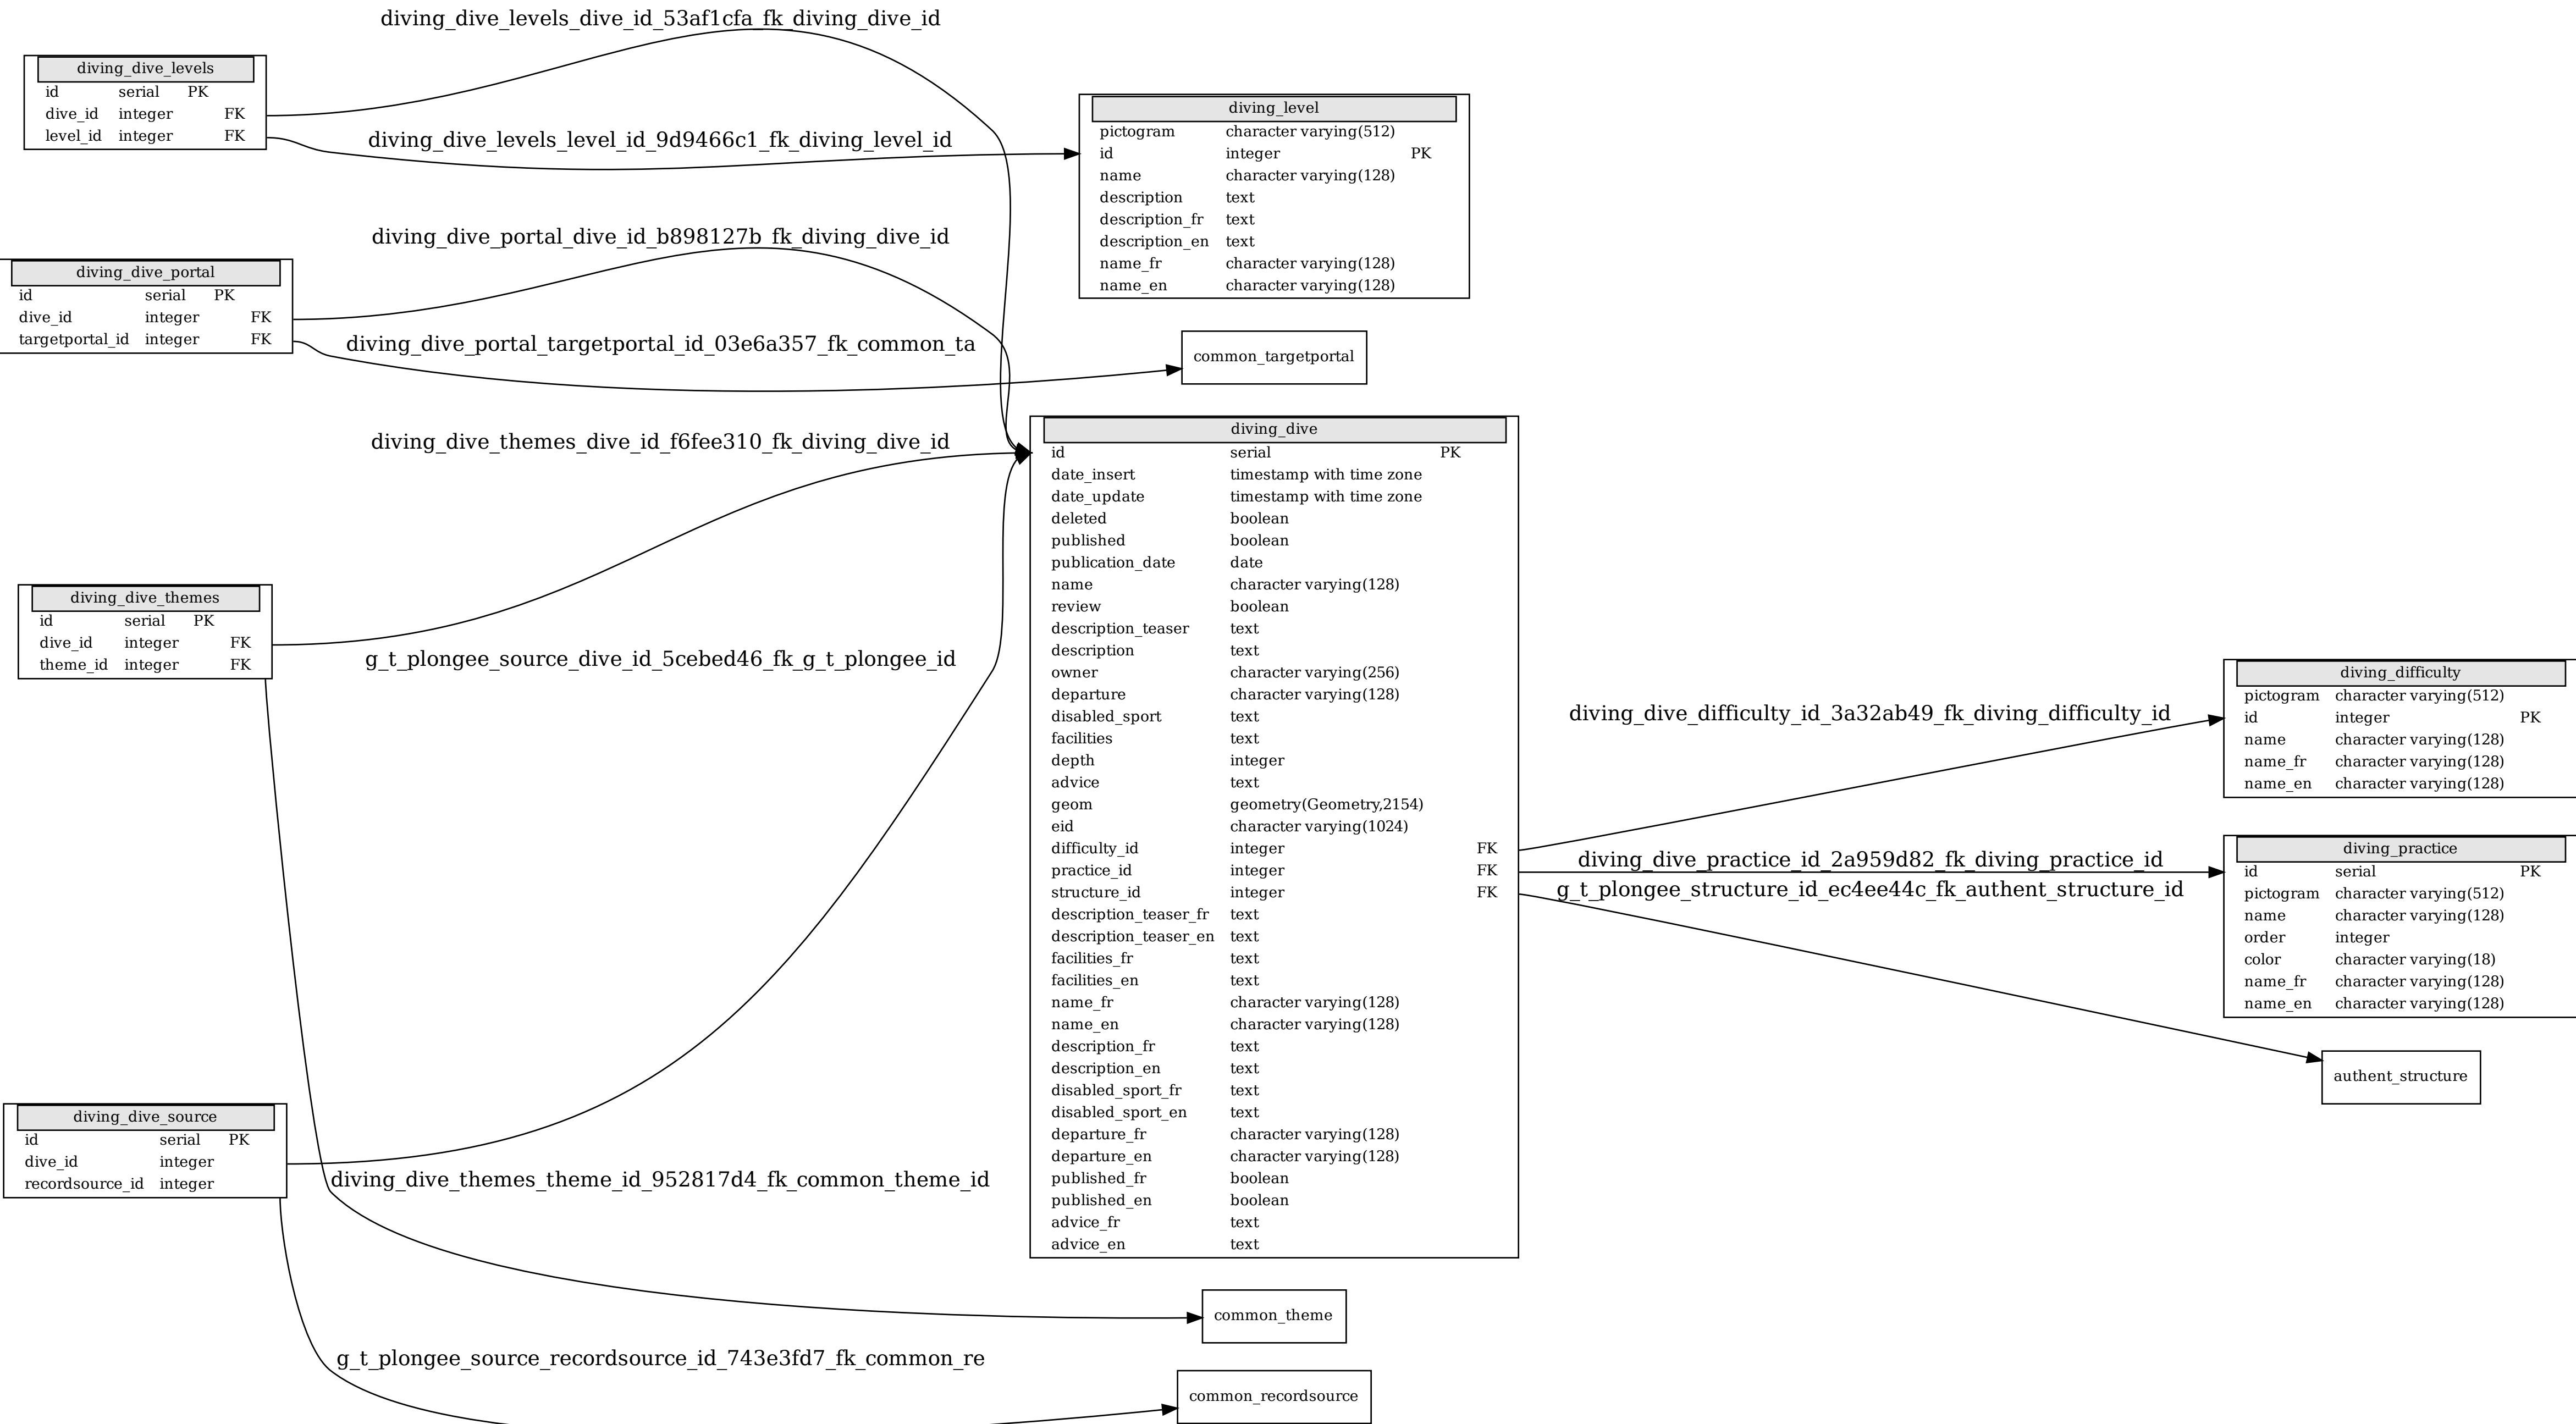 diving_dive_levels_dive_id_53af1cfa_fk_diving_dive_id
diving_dive_levels
id serial PK
dive_id integer FK
level_id integer FK
diving_dive_levels_level_id_9d9466c1_fk_diving_level_id
diving_level
pictogram character varying(512)
id integer PK
name character varying(128)
description text
description_fr text
description_en text
name_fr character varying(128)
name_en character varying(128)
diving_dive_portal_dive_id_b898127b_fk_diving_dive_id
diving_dive_portal
id serial PK
dive_id integer FK
targetportal_id integer FK
diving_dive_portal_targetportal_id_03e6a357_fk_common_ta
common_targetportal
diving_dive_themes_dive_id_f6fee310_fk_diving_dive_id
diving_dive_themes
id serial PK
dive_id integer FK
theme_id integer FK
g_t_plongee_source_dive_id_5cebed46_fk_g_t_plongee_id
diving_dive
id serial PK
date_insert timestamp with time zone
date_update timestamp with time zone
deleted boolean
published boolean
publication_date date
name character varying(128)
review boolean
description_teaser text
description text
owner character varying(256)
departure character varying(128)
disabled_sport text
facilities text
depth integer
advice text
geom geometry(Geometry,2154)
eid character varying(1024)
difficulty_id integer FK
practice_id integer FK
structure_id integer FK
description_teaser_fr text
description_teaser_en text
facilities_fr text
facilities_en text
name_fr character varying(128)
name_en character varying(128)
description_fr text
description_en text
disabled_sport_fr text
disabled_sport_en text
departure_fr character varying(128)
departure_en character varying(128)
published_fr boolean
published_en boolean
advice_fr text
advice_en text
diving_dive_difficulty_id_3a32ab49_fk_diving_difficulty_id
diving_difficulty
pictogram character varying(512)
id integer PK
name character varying(128)
name_fr character varying(128)
name_en character varying(128)
diving_dive_practice_id_2a959d82_fk_diving_practice_id
g_t_plongee_structure_id_ec4ee44c_fk_authent_structure_id
diving_practice
id serial PK
pictogram character varying(512)
name character varying(128)
order integer
color character varying(18)
name_fr character varying(128)
name_en character varying(128)
authent_structure
diving_dive_source
id serial PK
dive_id integer
recordsource_id integer
diving_dive_themes_theme_id_952817d4_fk_common_theme_id
common_theme
g_t_plongee_source_recordsource_id_743e3fd7_fk_common_re
common_recordsource